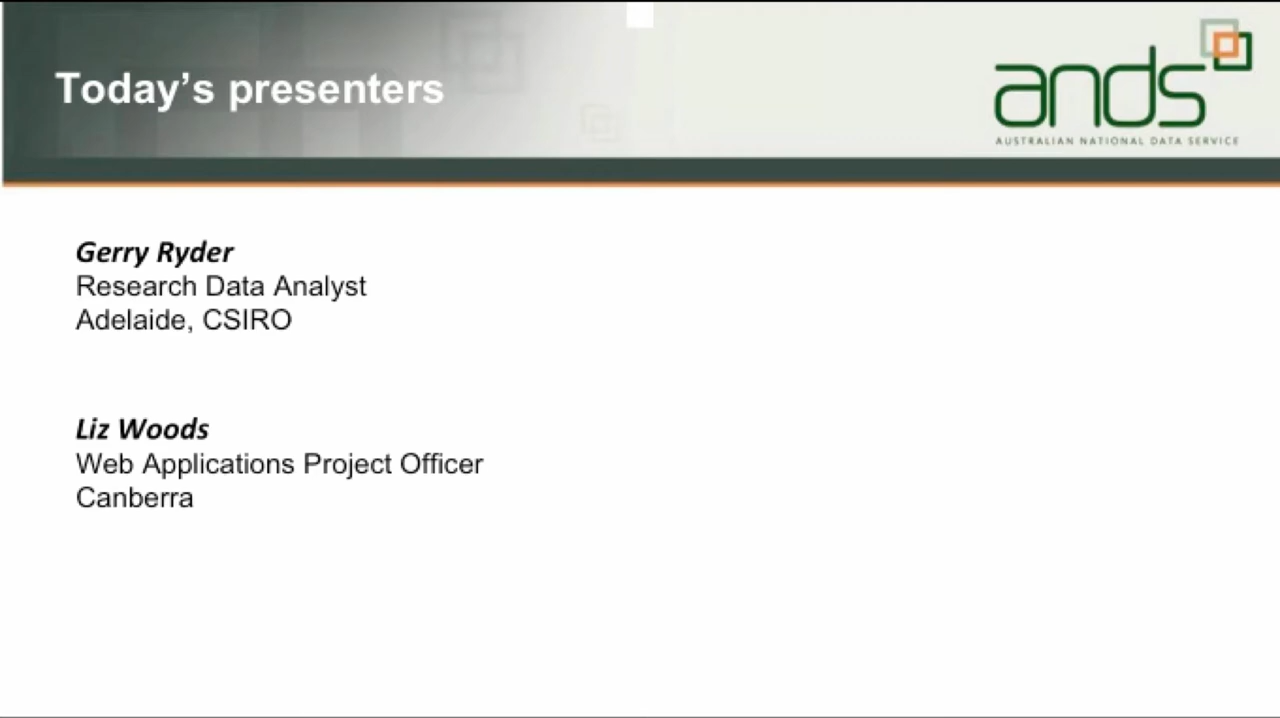 Today’s presenters
ands
AUSTRALIAN NATIONAL DATA SERVICE
Gerry Ryder
Research Data Analyst
Adelaide, CSIRO
Liz Woods
Web Applications Project Officer
Canberra